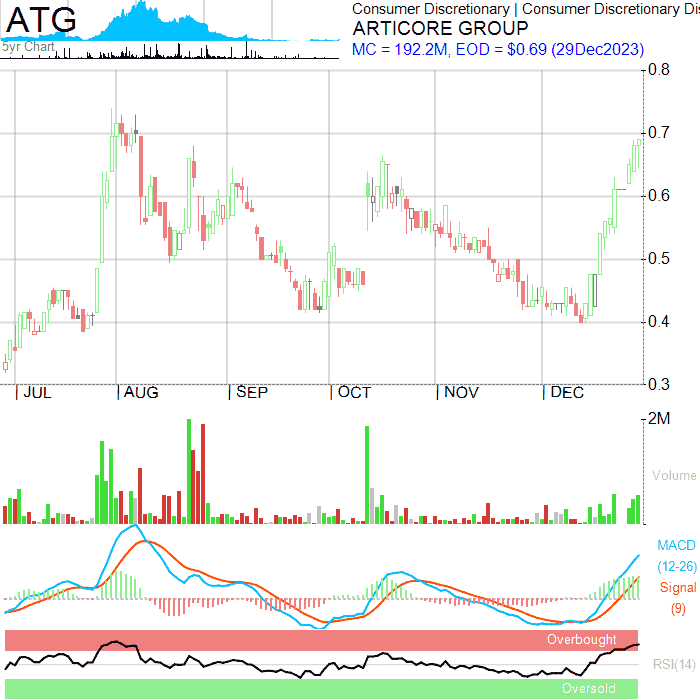 ATG
5yr Chart
Consumer Discretionary | Consumer Discretionary Dis
ARTICORE GROUP
MC = 192.2M, EOD = $0.69 (29Dec2023)
0.8
0.7
0.6
0.5
0.4
0.3
JUL AUG SEP OCT NOV DEC
2M
Volume
MACD
(12-26)
Signal
(9)
Overbought
RSI(14)
Oversold